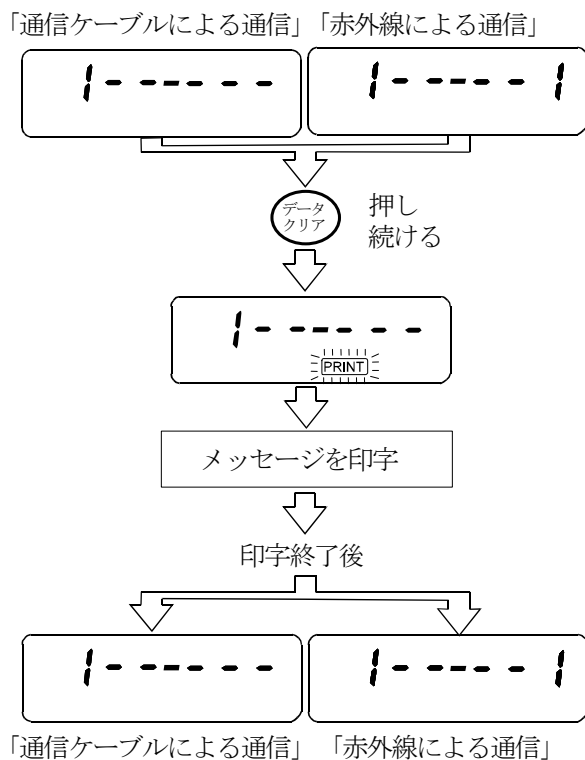 「通信ケーブルによる通信」「赤外線による通信」
1 - - - - - - 1 - - - - - 1
データ
クリア
押し
続ける
1 - - - - - -
PRINT
メッセージを印字
印字終了後
1 - - - - - - 1 - - - - - 1
「通信ケーブルによる通信」 「赤外線による通信」